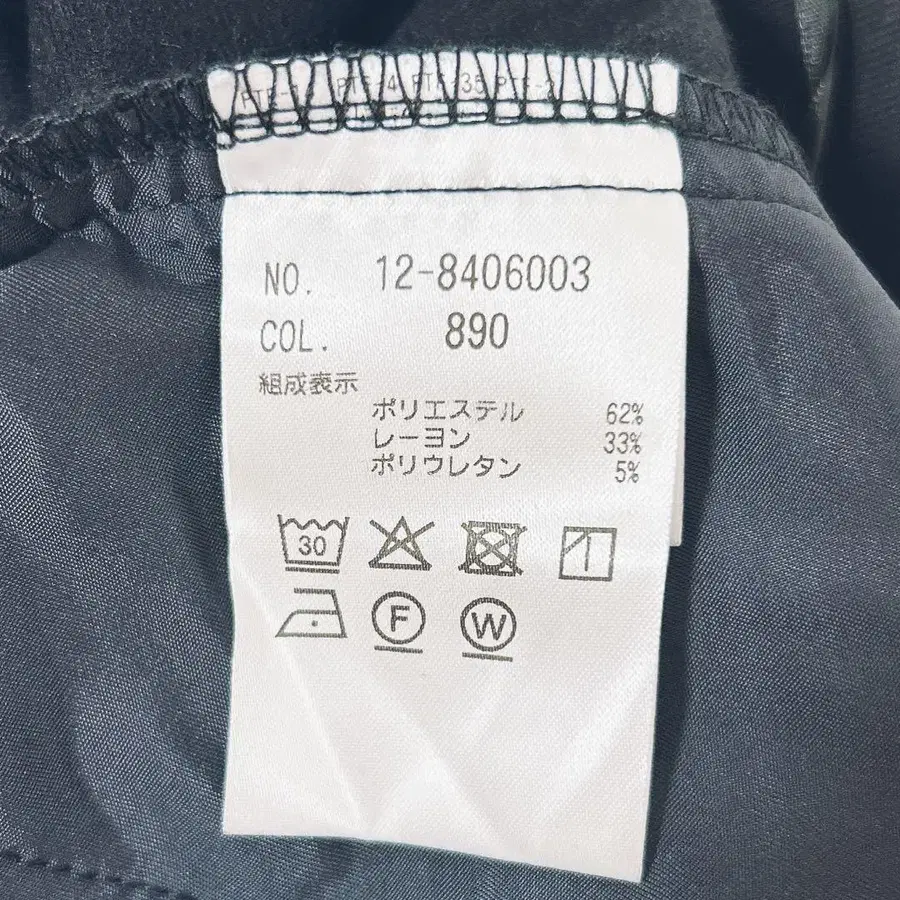 NO. 12-8406003
COL. 890
組成表示
ポリエステル 62%
レーヨン 33%
ポリウレタン 5%
30
F W